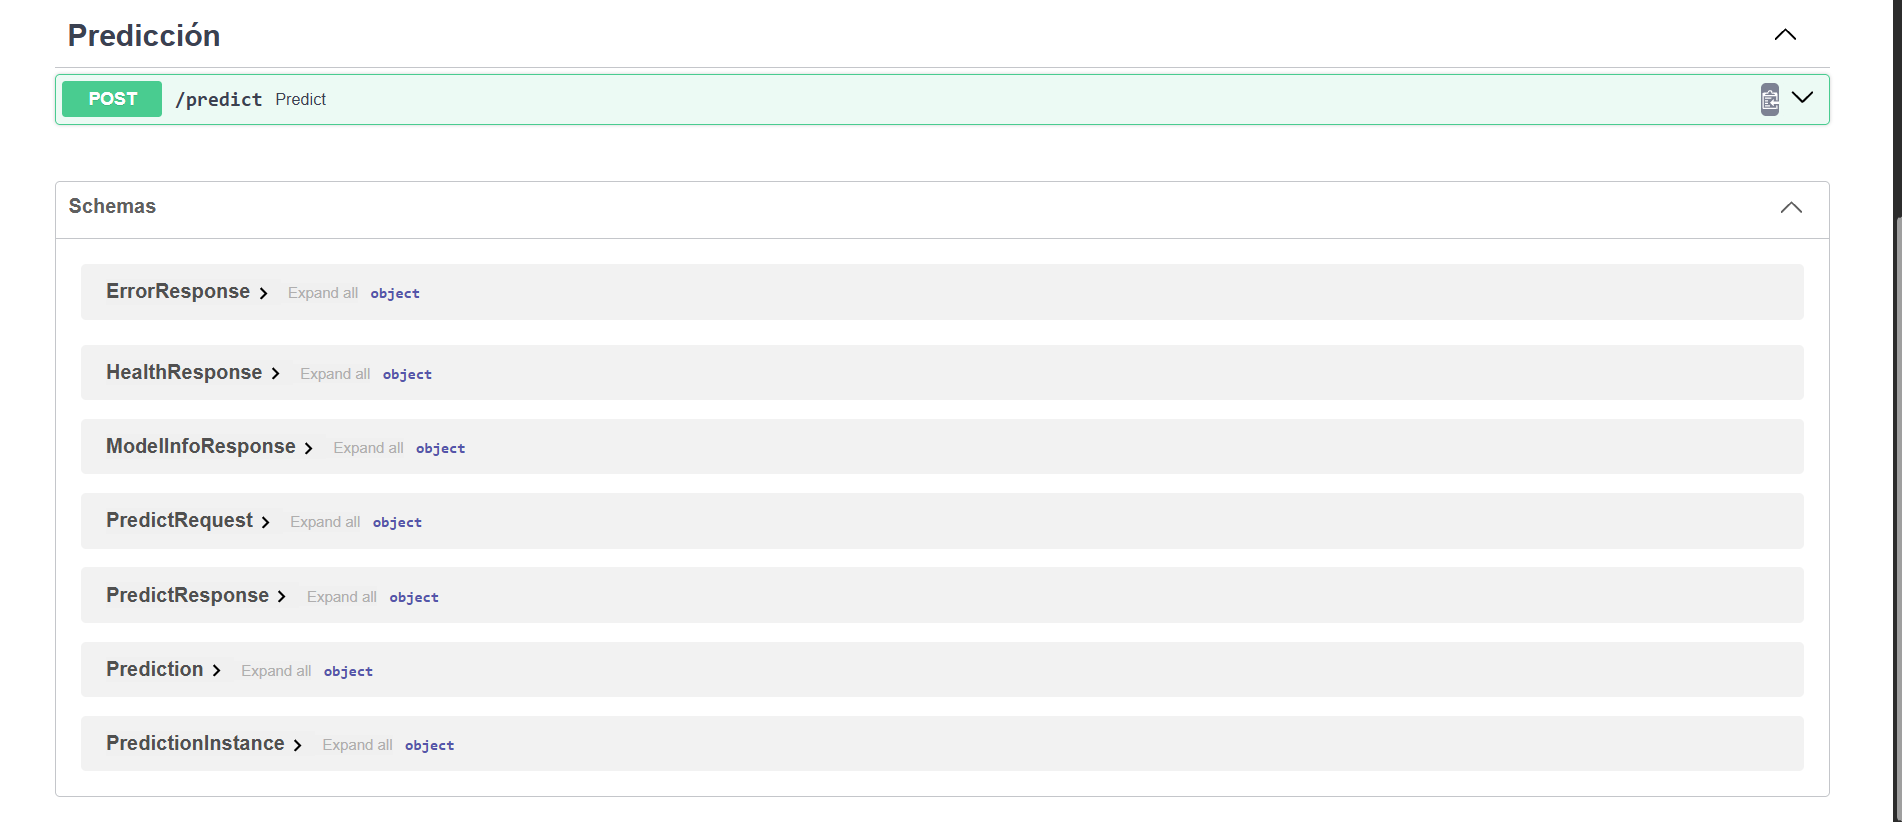 Predicción
POST /predict Predict
Schemas
ErrorResponse Expand all object
HealthResponse Expand all object
ModelInfoResponse Expand all object
PredictRequest Expand all object
PredictResponse Expand all object
Prediction Expand all object
PredictionInstance Expand all object